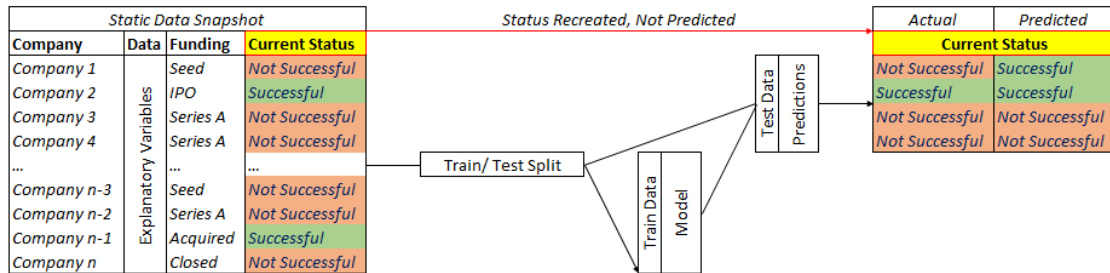 Static Data Snapshot
Status Recreated, Not Predicted
Actual Predicted
Company Data Funding Current Status
Current Status
Company 1 Seed Not Successful
Company 2 IPO Successful
Company 3 Series A Not Successful
Company 4 Series A Not Successful
... ... ...
Company n-3 Seed Not Successful
Company n-2 Series A Not Successful
Company n-1 Acquired Successful
Company n Closed Not Successful
Explanatory Variables
Train/ Test Split
Train Data
Model
Test Data
Predictions
Not Successful Successful
Successful Successful
Not Successful Not Successful
Not Successful Not Successful